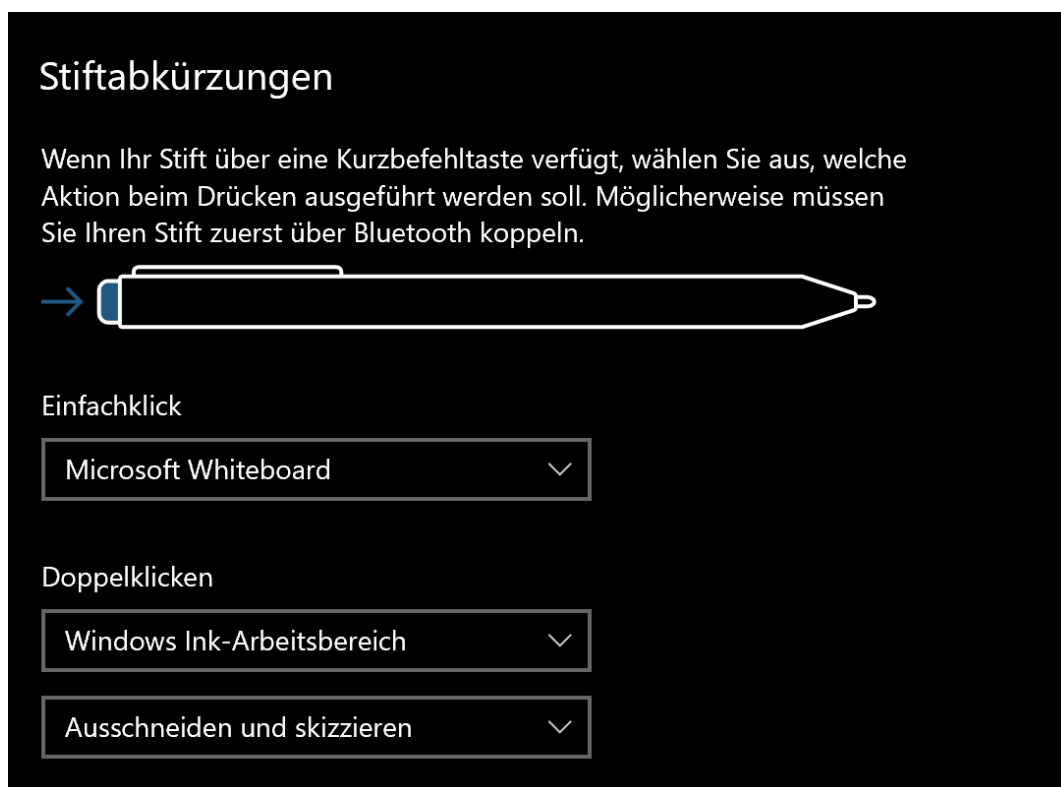 Stiftabkürzungen
Wenn Ihr Stift über eine Kurzbefehltaste verfügt, wählen Sie aus, welche
Aktion beim Drücken ausgeführt werden soll. Möglicherweise müssen
Sie Ihren Stift zuerst über Bluetooth koppeln.
Einfachklick
Microsoft Whiteboard
Doppelklicken
Windows Ink-Arbeitsbereich
Ausschneiden und skizzieren